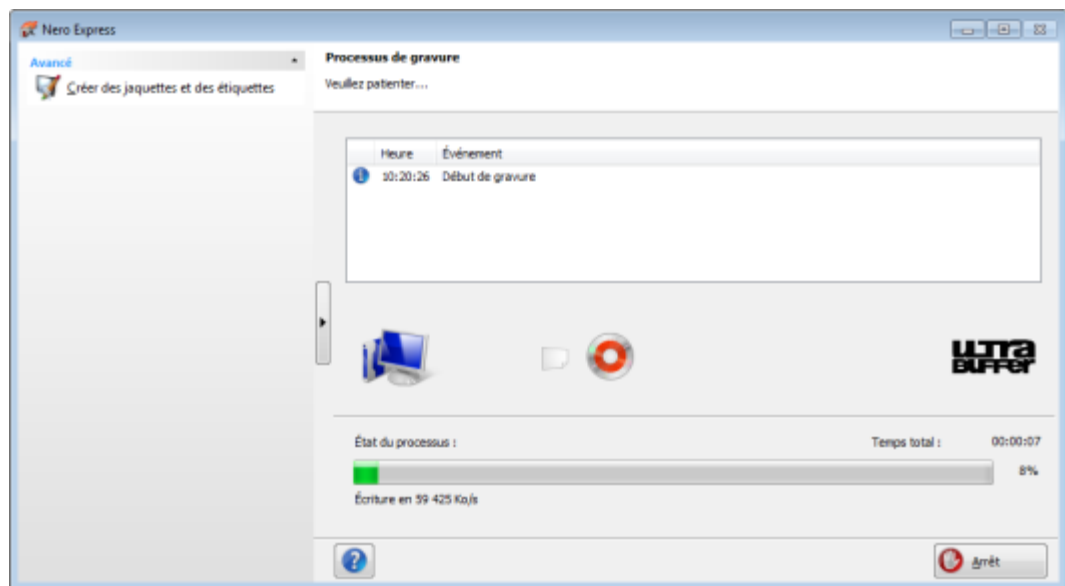 Nero Express
Avancé
Créer des jaquettes et des étiquettes
Processus de gravure
Veuillez patienter...
Heure Événement
10:20:26 Début de gravure
ULTRA
BUFFER
État du processus :
Temps total : 00:00:07
8%
Écriture en 59 425 Ko/s
Arrêt